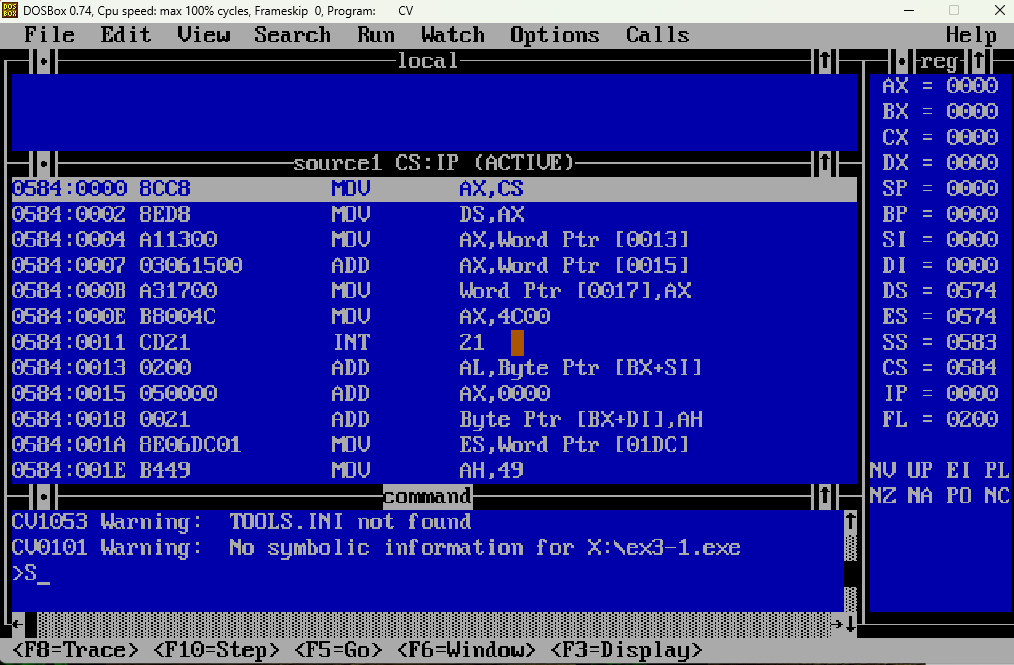 DOSBox 0.74, Cpu speed: max 100% cycles, Frameskip 0, Program: CV
File Edit View Search Run Watch Options Calls Help
local
reg
AX = 0000
BX = 0000
CX = 0000
DX = 0000
SP = 0000
BP = 0000
SI = 0000
DI = 0000
DS = 0574
ES = 0574
SS = 0583
CS = 0584
IP = 0000
FL = 0200
NV UP EI PL
NZ NA PO NC
source1 CS:IP (ACTIVE)
0584:0000 8CC8 MOV AX,CS
0584:0002 8ED8 MOV DS,AX
0584:0004 A11300 MOV AX,Word Ptr [0013]
0584:0007 03061500 ADD AX,Word Ptr [0015]
0584:000B A31700 MOV Word Ptr [0017],AX
0584:000E B8004C MOV AX,4C00
0584:0011 CD21 INT 21
0584:0013 0200 ADD AL,Byte Ptr [BX+SI]
0584:0015 050000 ADD AX,0000
0584:0018 0021 ADD Byte Ptr [BX+DI],AH
0584:001A 8E06DC01 MOV ES,Word Ptr [01DC]
0584:001E B449 MOV AH,49
command
CV1053 Warning: TOOLS.INI not found
CV0101 Warning: No symbolic information for X:\ex3-1.exe
>S_
<F8=Trace> <F10=Step> <F5=Go> <F6=Window> <F3=Display>